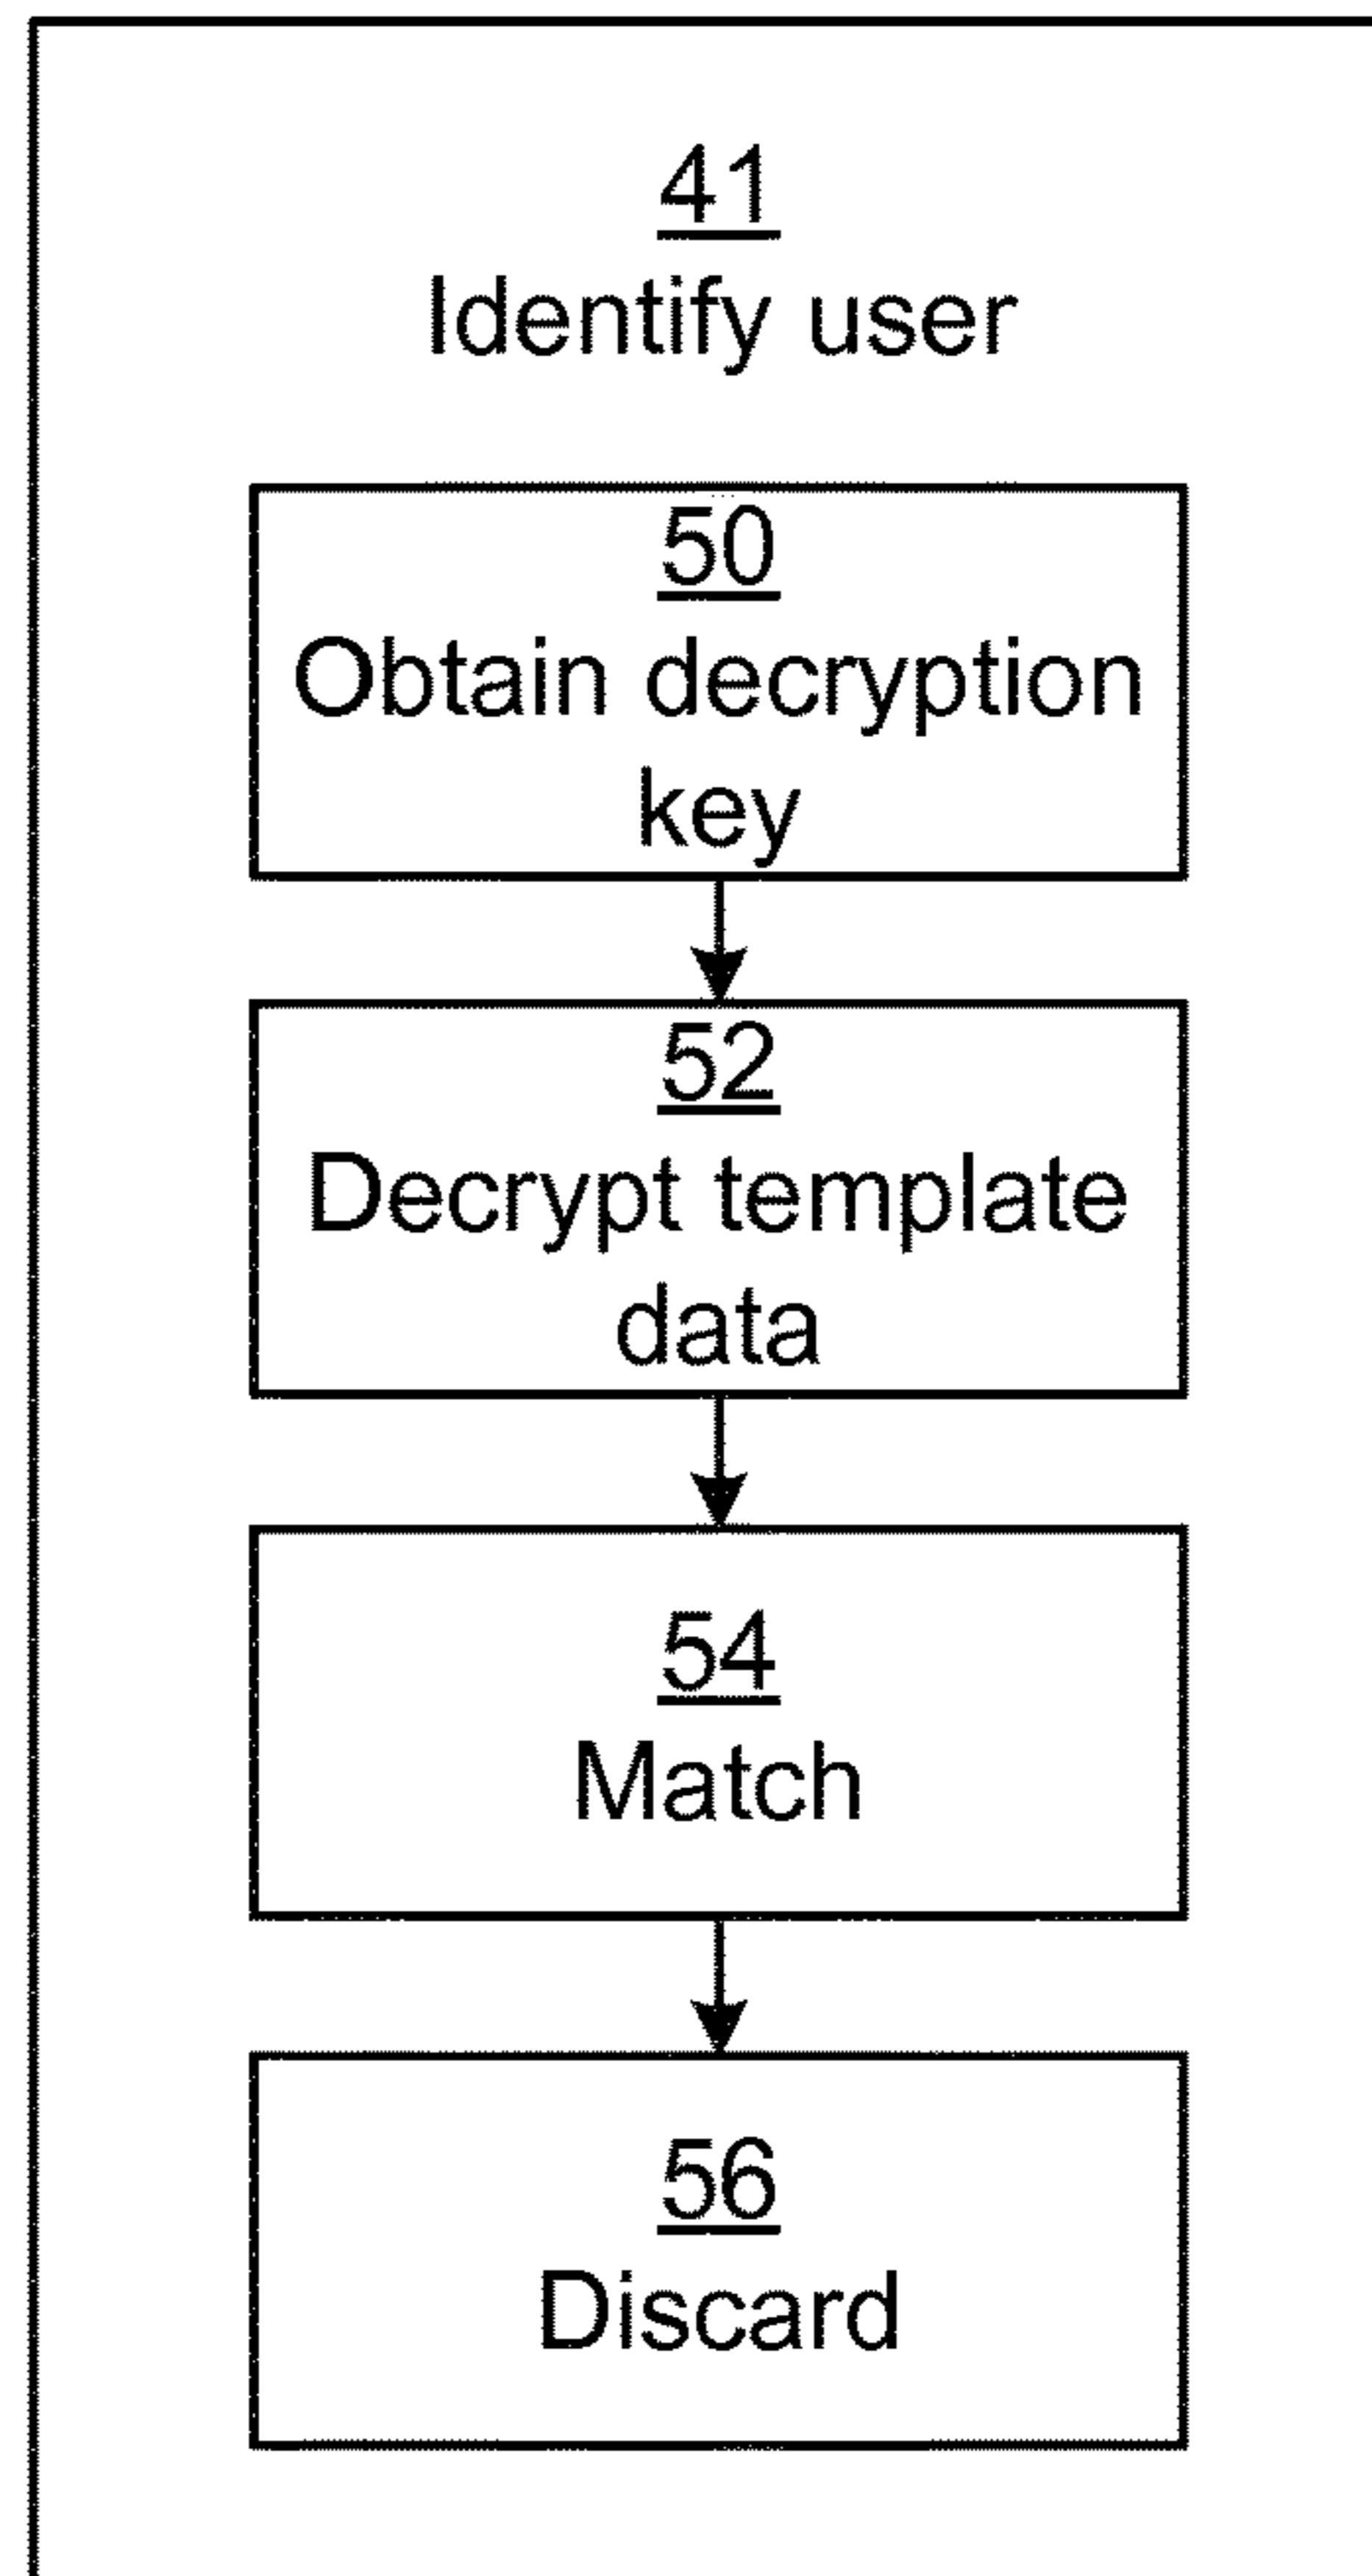 41
Identify user
50
Obtain decryption
key
52
Decrypt template
data
54
Match
56
Discard